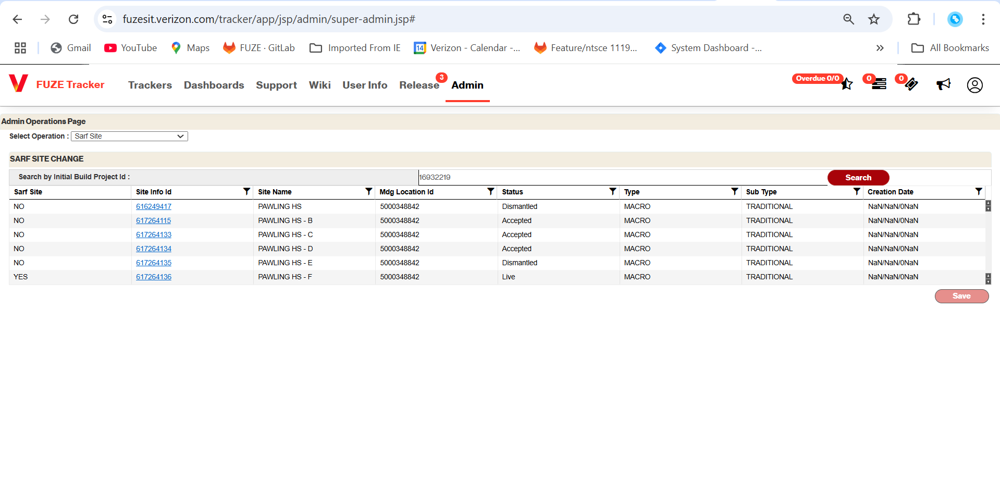 fuzesit.verizon.com/tracker/app/jsp/admin/super-admin.jsp#
Gmail YouTube Maps FUZE · GitLab Imported From IE 14 Verizon - Calendar -... Feature/ntsce 1119... System Dashboard -... » All Bookmarks
FUZE Tracker Trackers Dashboards Support Wiki User Info Release 3 Admin Overdue 0/0 0 0
Admin Operations Page
Select Operation : Sarf Site
SARF SITE CHANGE
Search by Initial Build Project Id : 16932219 Search
Sarf Site Site Info Id Site Name Mdg Location Id Status Type Sub Type Creation Date
NO 616249417 PAWLING HS 5000348842 Dismantled MACRO TRADITIONAL NaN/NaN/0NaN
NO 617264115 PAWLING HS - B 5000348842 Accepted MACRO TRADITIONAL NaN/NaN/0NaN
NO 617264133 PAWLING HS - C 5000348842 Accepted MACRO TRADITIONAL NaN/NaN/0NaN
NO 617264134 PAWLING HS - D 5000348842 Accepted MACRO TRADITIONAL NaN/NaN/0NaN
NO 617264135 PAWLING HS - E 5000348842 Dismantled MACRO TRADITIONAL NaN/NaN/0NaN
YES 617264136 PAWLING HS - F 5000348842 Live MACRO TRADITIONAL NaN/NaN/0NaN
Save